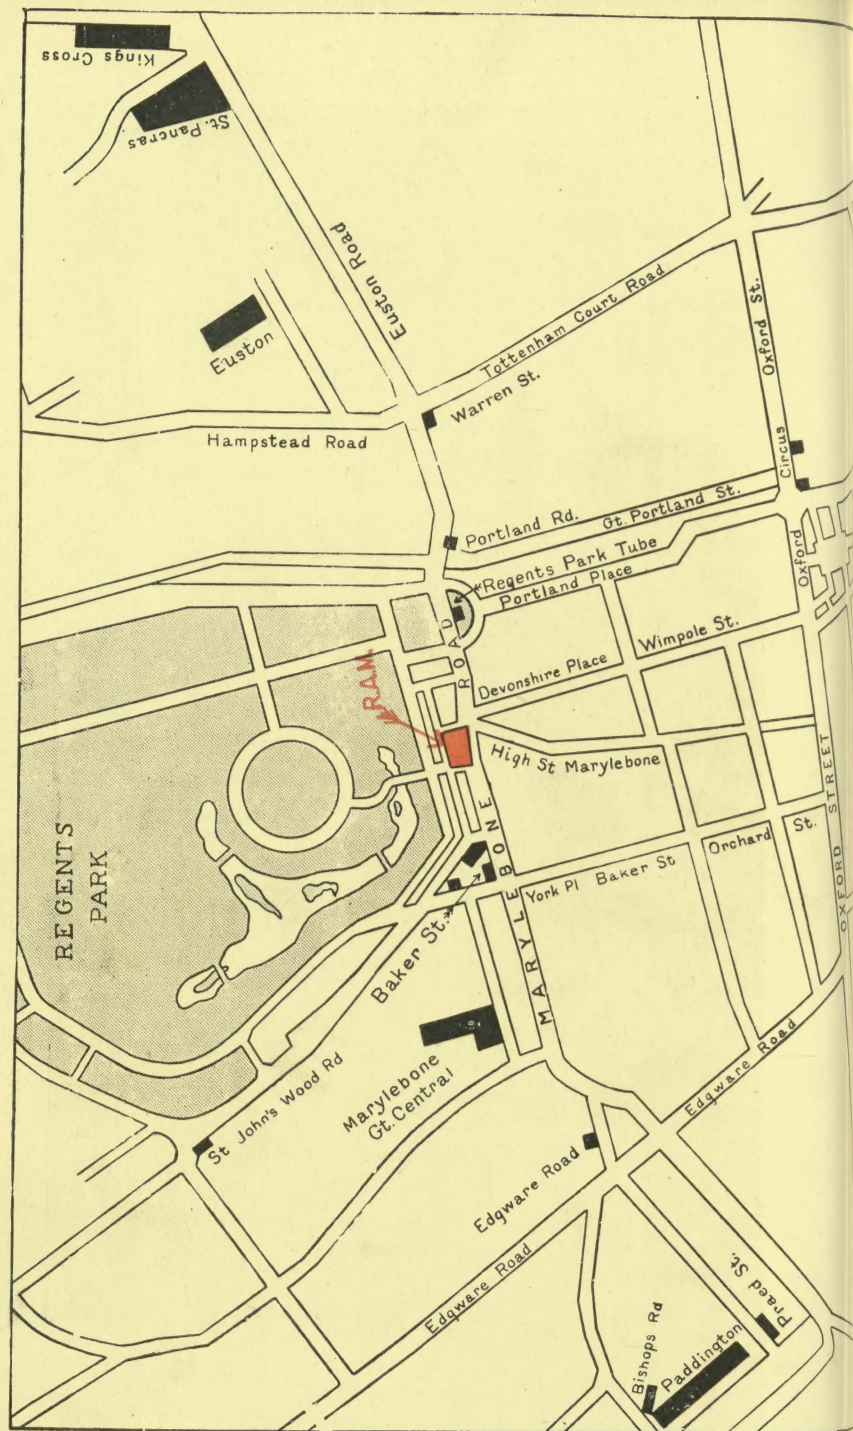 Kings Cross
St. Pancras
Euston Road
Euston
Tottenham Court Road
Oxford St.
Warren St.
Hampstead Road
Circus
Portland Rd.
Gt. Portland St.
Regents Park Tube
Portland Place
Oxford
ROAD
Wimpole St.
Devonshire Place
R.A.M.
High St Marylebone
REGENTS
PARK
MARYLEBONE
OXFORD STREET
Orchard St.
York Pl Baker St
Baker St.
Marylebone
Gt. Central
St John's Wood Rd
Edgware Road
Edgware Road
Edgware Road
Praed St.
Bishops Rd
Paddington